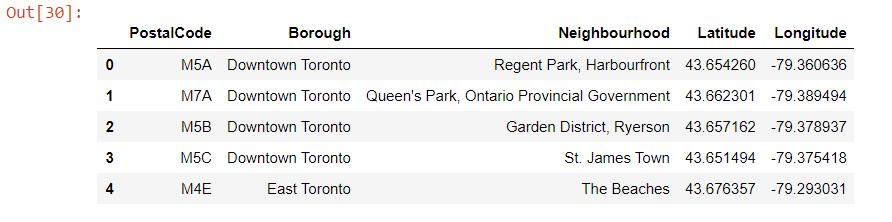 Out[30]:
PostalCode Borough Neighbourhood Latitude Longitude
0 M5A Downtown Toronto Regent Park, Harbourfront 43.654260 -79.360636
1 M7A Downtown Toronto Queen's Park, Ontario Provincial Government 43.662301 -79.389494
2 M5B Downtown Toronto Garden District, Ryerson 43.657162 -79.378937
3 M5C Downtown Toronto St. James Town 43.651494 -79.375418
4 M4E East Toronto The Beaches 43.676357 -79.293031